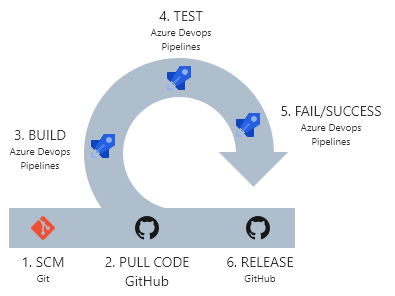 4. TEST
Azure Devops
Pipelines
5. FAIL/SUCCESS
Azure Devops
Pipelines
3. BUILD
Azure Devops
Pipelines
1. SCM
Git
2. PULL CODE
GitHub
6. RELEASE
GitHub